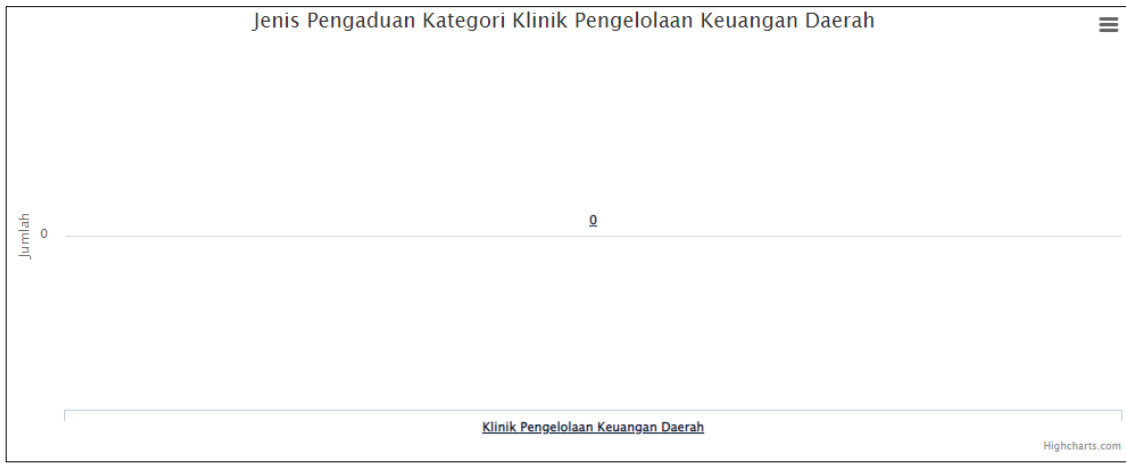 Jenis Pengaduan Kategori Klinik Pengelolaan Keuangan Daerah
Jumlah
0
0
Klinik Pengelolaan Keuangan Daerah
Highcharts.com